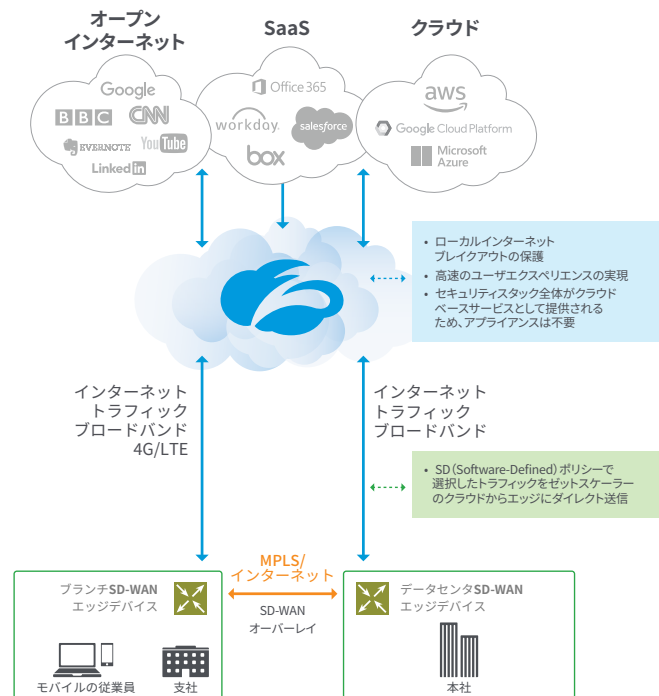 オープン
インターネット
SaaS
クラウド
Google
BBC
CNN
EVERNOTE
YouTube
Linked in
Office 365
workday.
salesforce
box
aws
Google Cloud Platform
Microsoft
Azure
• ローカルインターネット
ブレイクアウトの保護
• 高速のユーザエクスペリエンスの実現
• セキュリティスタック全体がクラウド
ベースサービスとして提供される
ため、アプライアンスは不要
インターネット
トラフィック
ブロードバンド
4G/LTE
インターネット
トラフィック
ブロードバンド
• SD(Software-Defined)ポリシーで
選択したトラフィックをゼットスケーラー
のクラウドからエッジにダイレクト送信
MPLS/
インターネット
SD-WAN
オーバーレイ
ブランチSD-WAN
エッジデバイス
データセンタSD-WAN
エッジデバイス
モバイルの従業員
支社
本社